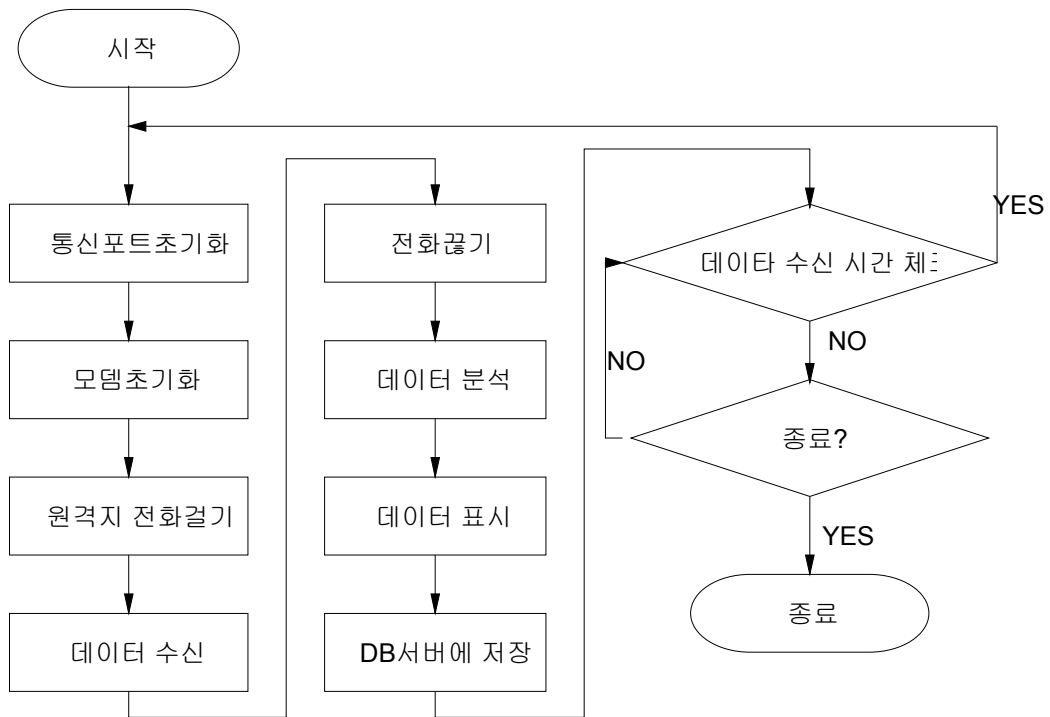 시작
통신포트초기화
모뎀초기화
원격지 전화걸기
데이터 수신
전화끊기
데이터 분석
데이터 표시
DB서버에 저장
데이타 수신 시간
YES
NO
NO
종료?
YES
종료